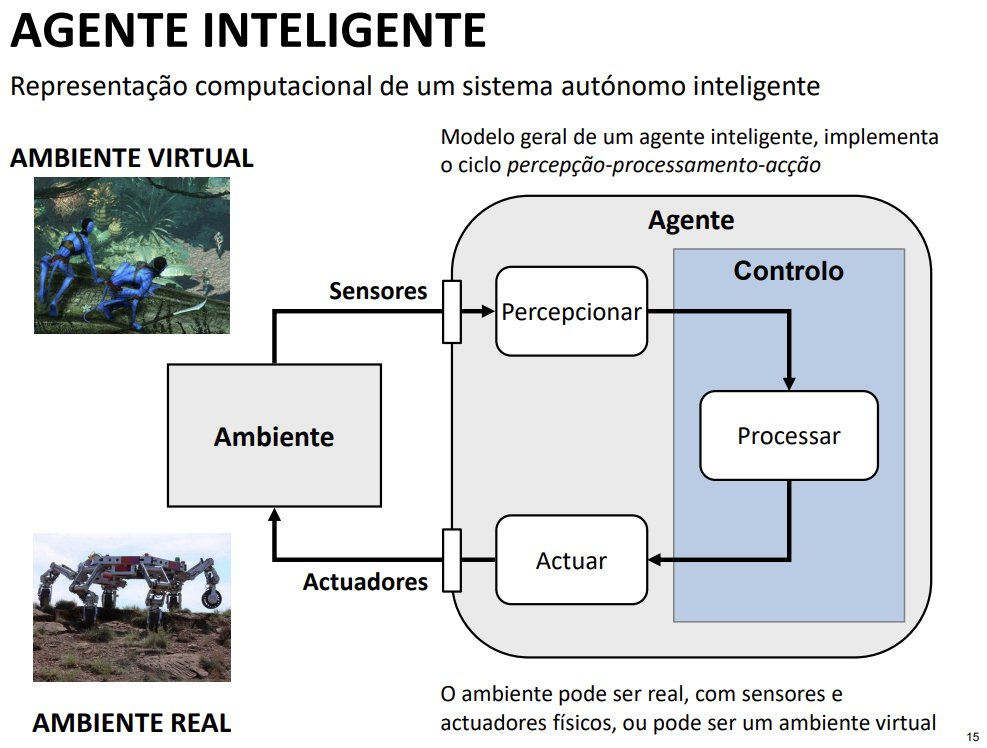 AGENTE INTELIGENTE
Representação computacional de um sistema autónomo inteligente
AMBIENTE VIRTUAL
Modelo geral de um agente inteligente, implementa
o ciclo percepção-processamento-acção
Agente
Controlo
Sensores
Percepcionar
Ambiente
Processar
Actuar
Actuadores
AMBIENTE REAL
O ambiente pode ser real, com sensores e
actuadores físicos, ou pode ser um ambiente virtual
15